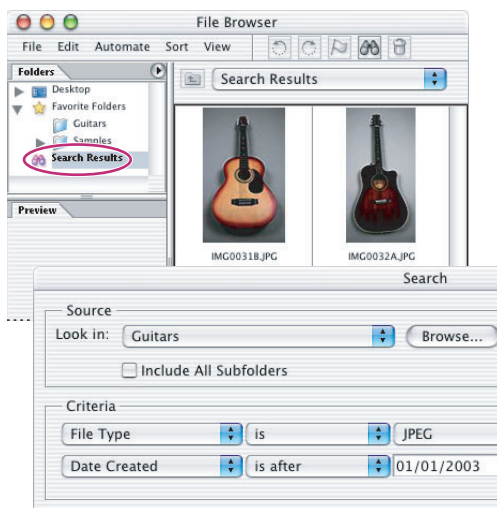 File Browser
File Edit Automate Sort View
Folders
Search Results
Desktop
Favorite Folders
Guitars
Samples
Search Results
Preview
IMG0031B.JPG
IMG0032A.JPG
Search
Source
Look in: Guitars Browse...
Include All Subfolders
Criteria
File Type is JPEG
Date Created is after 01/01/2003